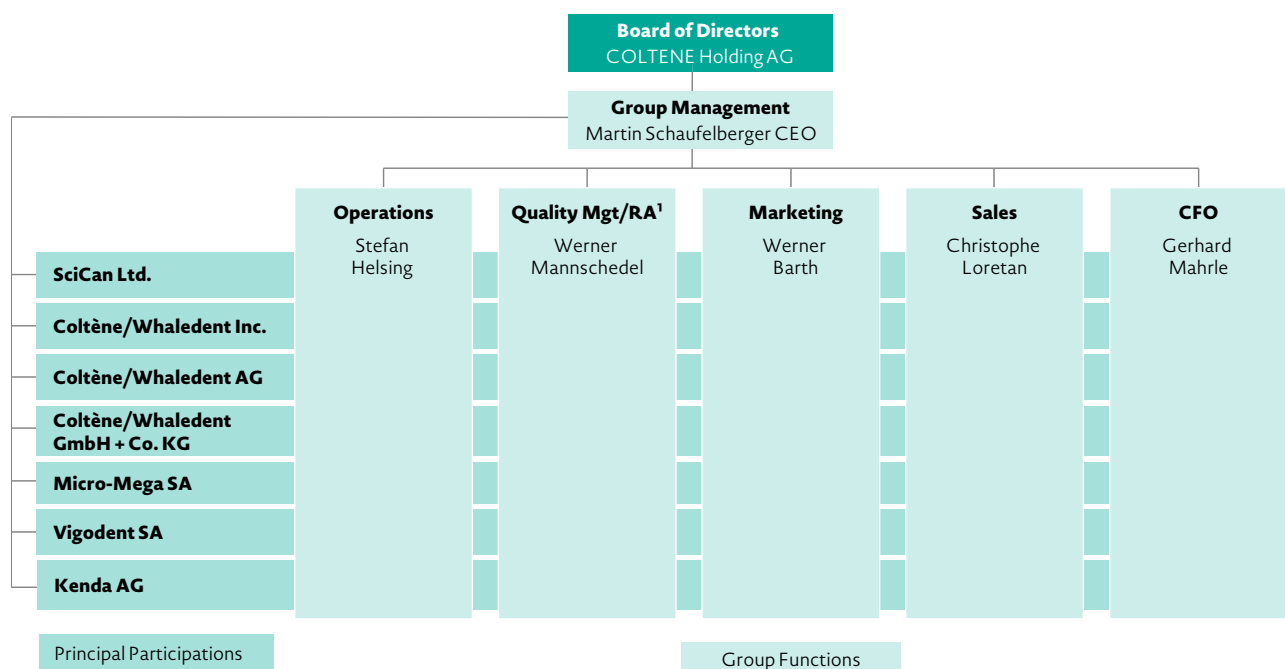 Board of Directors
COLTENE Holding AG
Group Management
Martin Schaufelberger CEO
Operations
Stefan
Helsing
Quality Mgt/RA¹
Werner
Mannschedel
Marketing
Werner
Barth
Sales
Christophe
Loretan
CFO
Gerhard
Mahrle
SciCan Ltd.
Coltène/Whaledent Inc.
Coltène/Whaledent AG
Coltène/Whaledent
GmbH + Co. KG
Micro-Mega SA
Vigodent SA
Kenda AG
Principal Participations
Group Functions